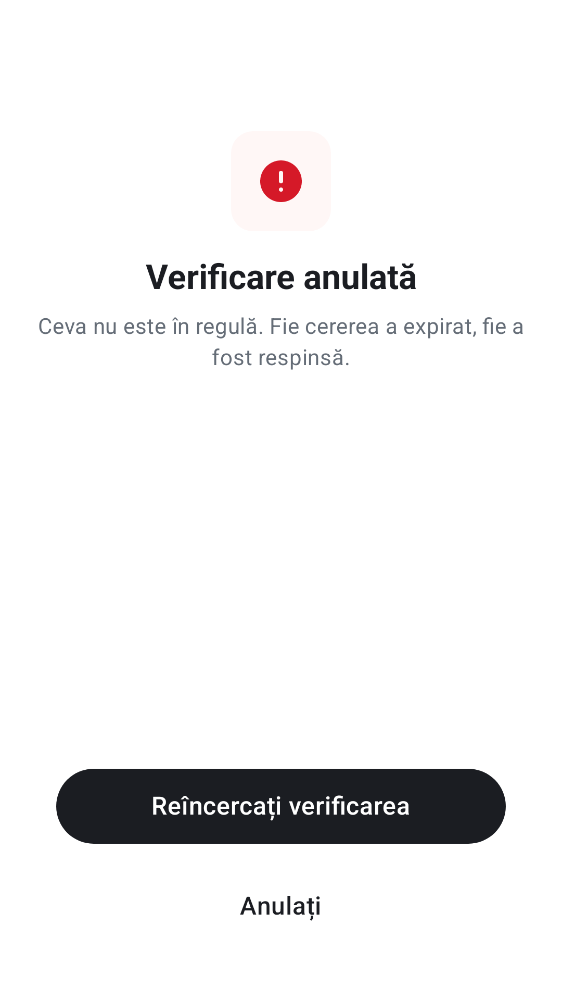 Verificare anulată
Ceva nu este în regulă. Fie cererea a expirat, fie a
fost respinsă.
Reîncercați verificarea
Anulați